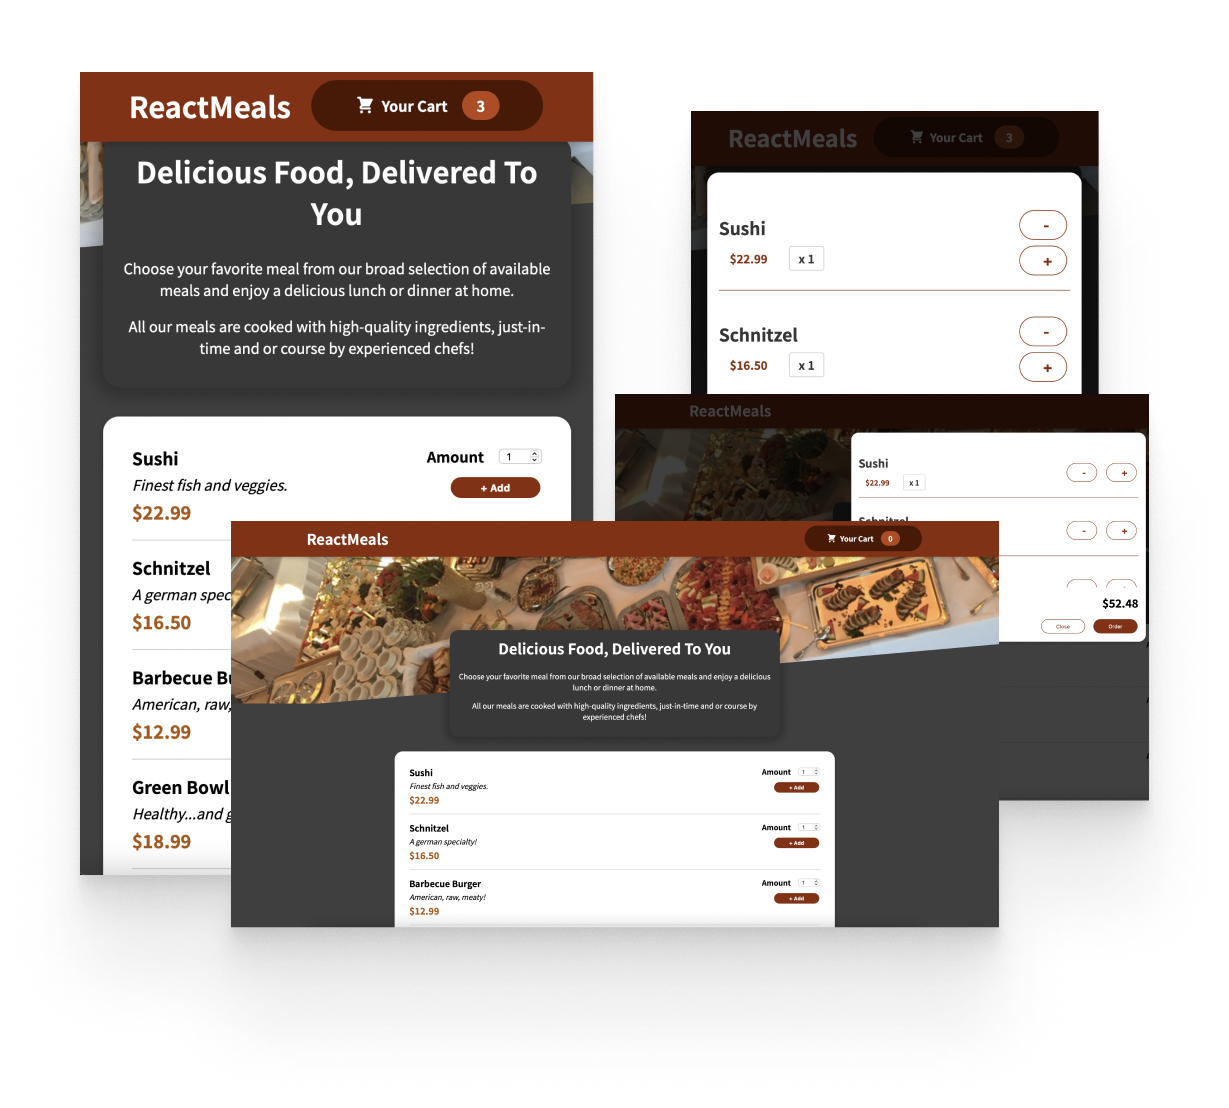 ReactMeals
Your Cart 3
Delicious Food, Delivered To
You
Choose your favorite meal from our broad selection of available
meals and enjoy a delicious lunch or dinner at home.
All our meals are cooked with high-quality ingredients, just-in-
time and or course by experienced chefs!
Sushi
Amount 1
Finest fish and veggies.
+ Add
$22.99
Schnitzel
A german spec
$16.50
Barbecue Bu
American, raw,
$12.99
Green Bowl
Healthy...and g
$18.99
ReactMeals
Your Cart 3
Sushi
-
$22.99 x 1
+
Schnitzel
-
$16.50 x 1
+
ReactMeals
Sushi
- +
$22.99 x 1
Schnitzel
- +
$52.48
Close Order
ReactMeals
Your Cart 0
Delicious Food, Delivered To You
Choose your favorite meal from our broad selection of available meals and enjoy a delicious
lunch or dinner at home.
All our meals are cooked with high-quality ingredients, just-in-time and or course by
experienced chefs!
Sushi
Amount 1
Finest fish and veggies.
+ Add
$22.99
Schnitzel
Amount 1
A german specialty!
+ Add
$16.50
Barbecue Burger
Amount 1
American, raw, meaty!
+ Add
$12.99